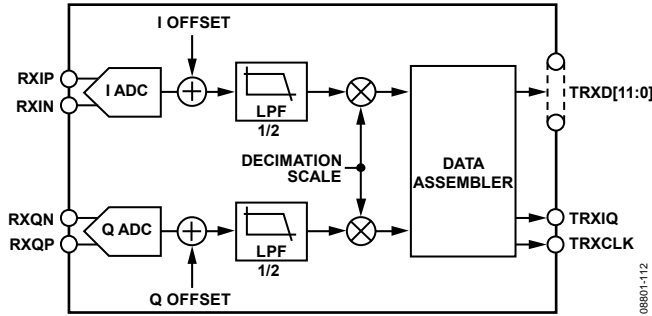 I OFFSET
RXIP
RXIN
I ADC
LPF
1/2
TRXD[11:0]
DECIMATION
SCALE
DATA
ASSEMBLER
RXQN
RXQP
Q ADC
LPF
1/2
TRXIQ
TRXCLK
Q OFFSET
08801-112